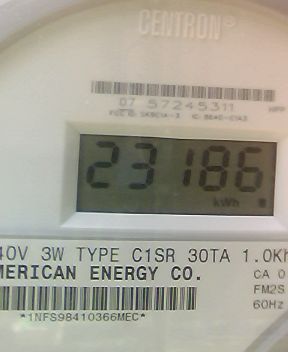 CENTRON®
07 57245311
23186
kWh
40V 3W TYPE C1SR 30TA 1.0Kh
MERICAN ENERGY CO.
CA 0
FM2S
60Hz
*1NFS98410366MEC*